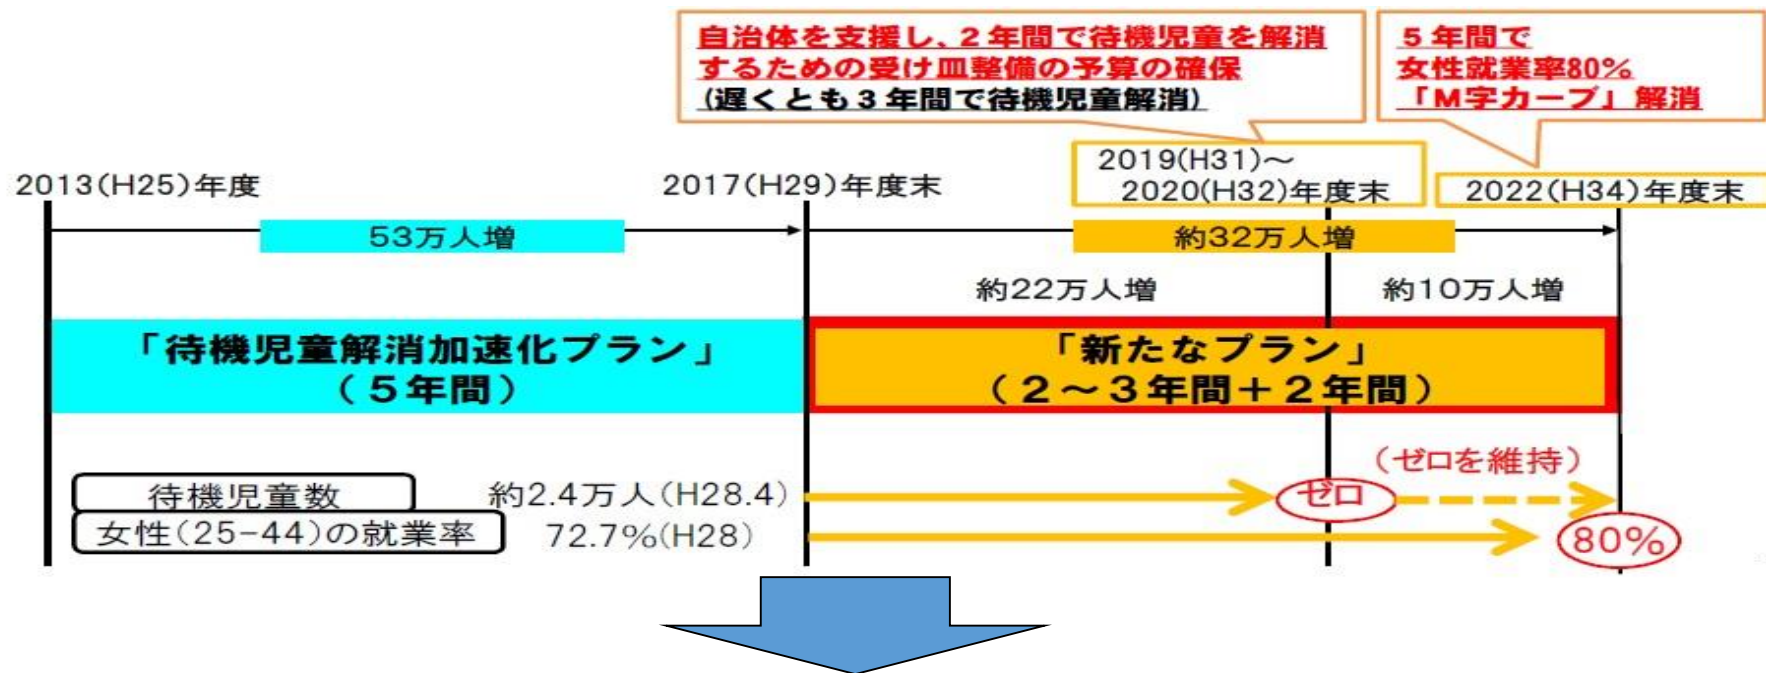 自治体を支援し、２年間で待機児童を解消
するための受け皿整備の予算の確保
(遅くとも３年間で待機児童解消)
５年間で
女性就業率80%
「M字カーブ」解消
2013(H25)年度
2017(H29)年度末
2019(H31)～
2020(H32)年度末
2022(H34)年度末
53万人増
約32万人増
約22万人増
約10万人増
「待機児童解消加速化プラン」
（５年間）
「新たなプラン」
（２～３年間＋２年間）
（ゼロを維持）
待機児童数
約2.4万人(H28.4)
ゼロ
女性(25-44)の就業率
72.7%(H28)
80%